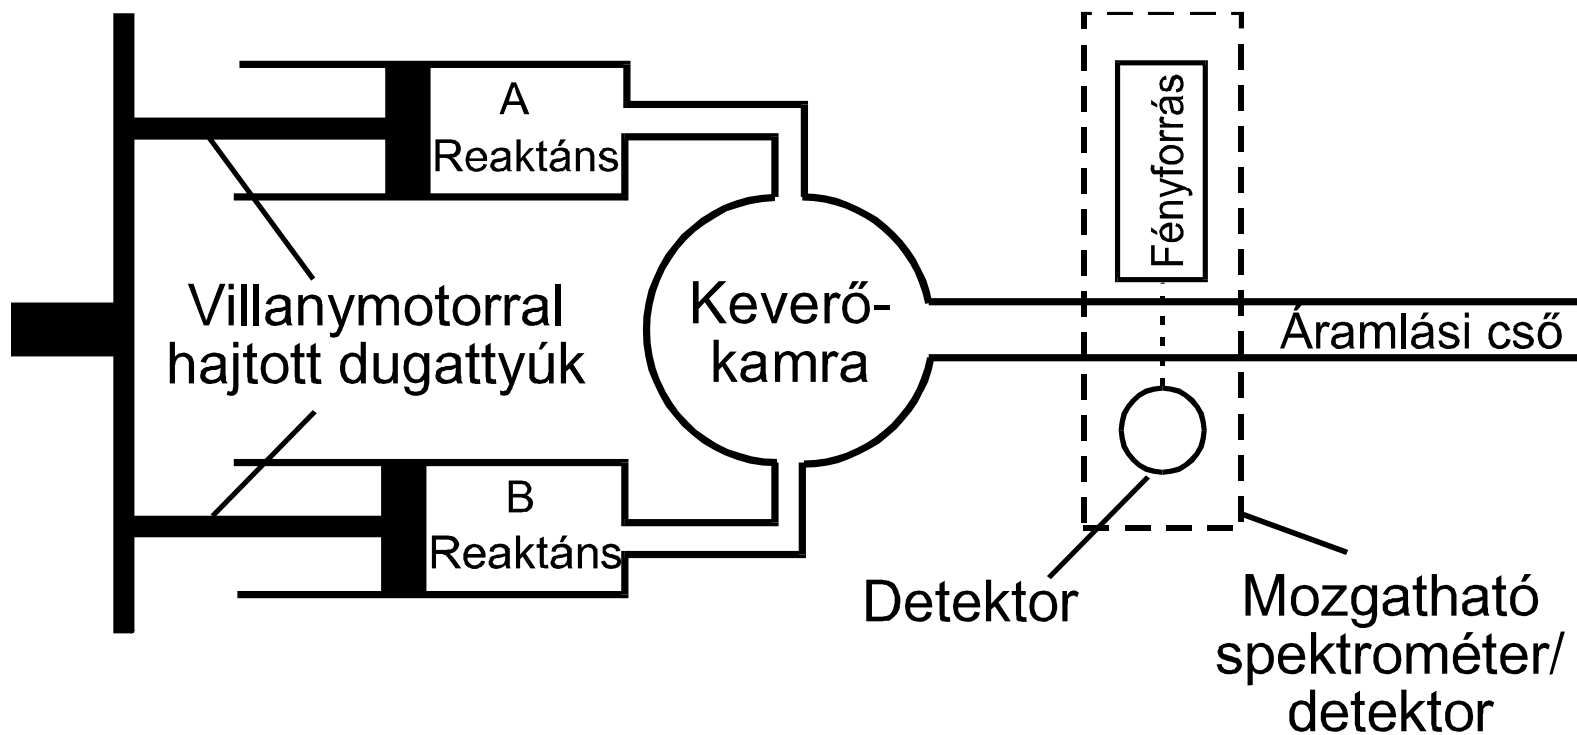 A
Reaktáns
Fényforrás
Villanymotorral
hajtott dugattyúk
Keverő-
kamra
Áramlási cső
B
Reaktáns
Detektor
Mozgatható
spektrométer/
detektor